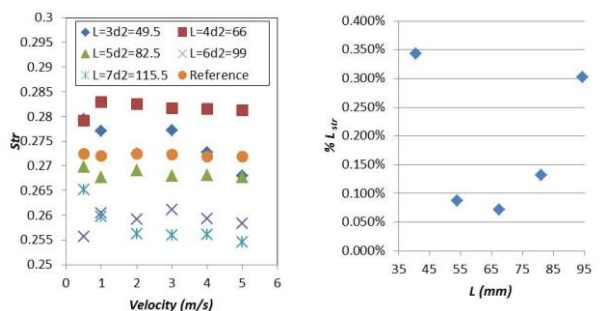 0.3
0.295
0.29
0.285
0.28
0.275
0.27
0.265
0.26
0.255
0.25
Str
L=3d2=49.5 L=4d2=66
L=5d2=82.5 L=6d2=99
L=7d2=115.5 Reference
0 1 2 3 4 5 6
Velocity (m/s)
0.400%
0.350%
0.300%
0.250%
0.200%
0.150%
0.100%
0.050%
0.000%
% Lstr
35 45 55 65 75 85 95
L (mm)